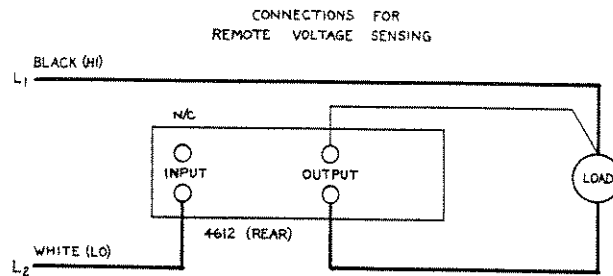 CONNECTIONS FOR
REMOTE VOLTAGE SENSING
BLACK (HI)
L1
N/C
INPUT
OUTPUT
LOAD
4612 (REAR)
WHITE (LO)
L2